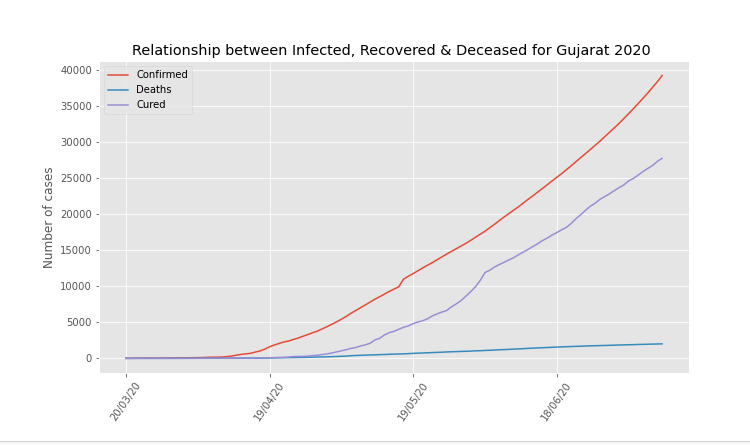 Relationship between Infected, Recovered & Deceased for Gujarat 2020
Confirmed
Deaths
Cured
Number of cases
40000
35000
30000
25000
20000
15000
10000
5000
0
20/03/20
19/04/20
19/05/20
18/06/20